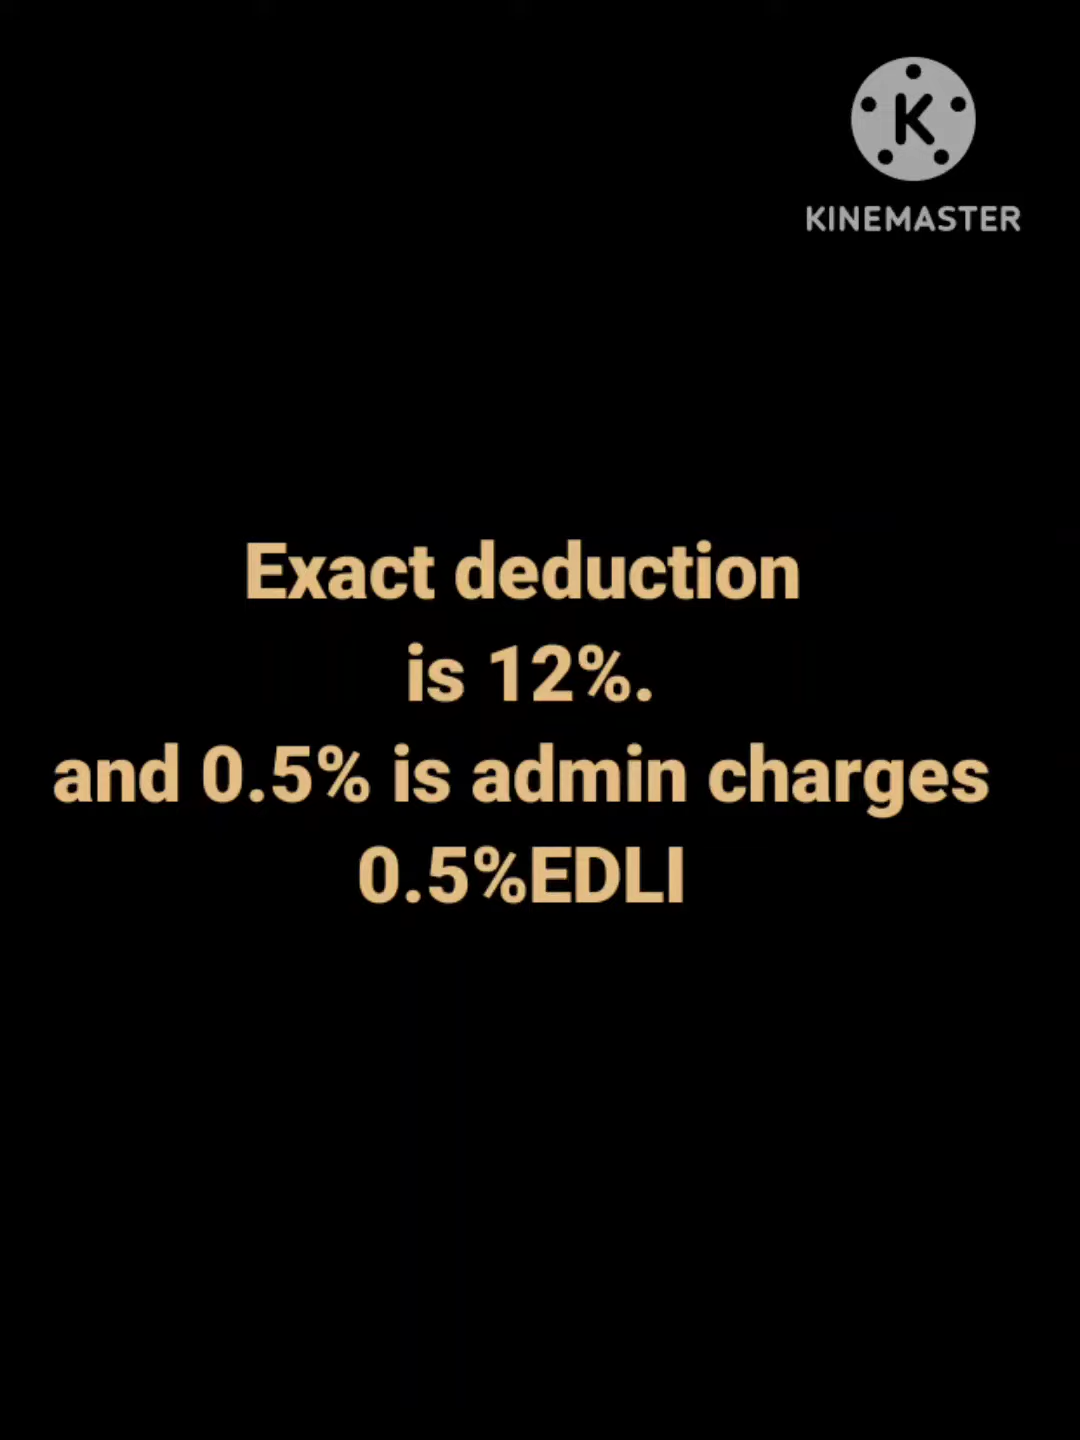 K
KINEMASTER
Exact deduction
is 12%.
and 0.5% is admin charges
0.5%EDLI